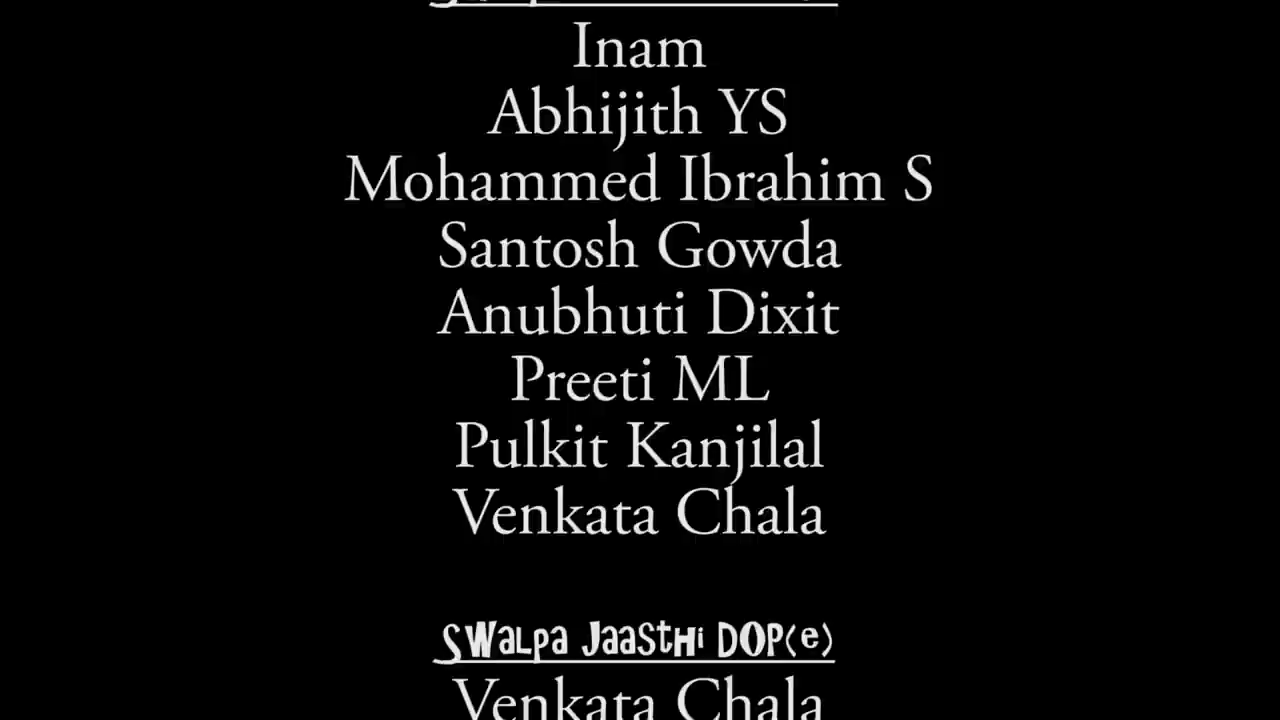 Inam
Abhijith YS
Mohammed Ibrahim S
Santosh Gowda
Anubhuti Dixit
Preeti ML
Pulkit Kanjilal
Venkata Chala
SWaLpa JaaStHi DOP(e)
Venkata Chala